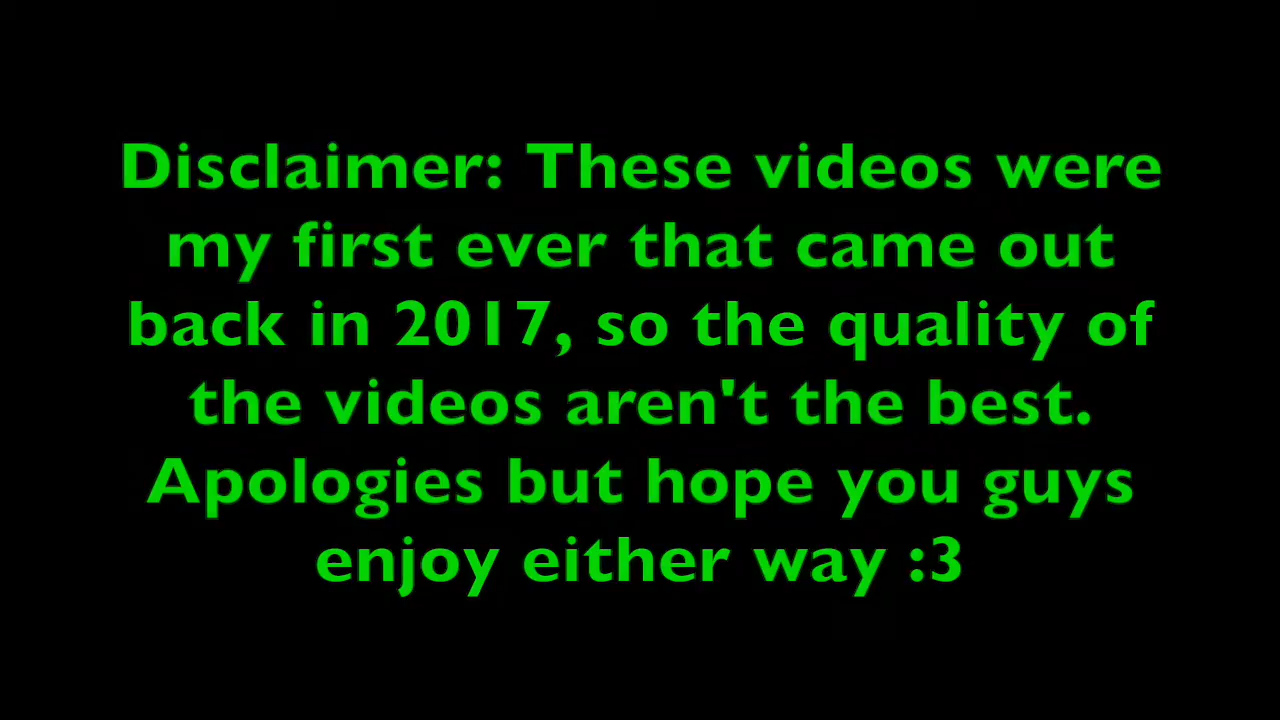 Disclaimer: These videos were
my first ever that came out
back in 2017, so the quality of
the videos aren't the best.
Apologies but hope you guys
enjoy either way :3